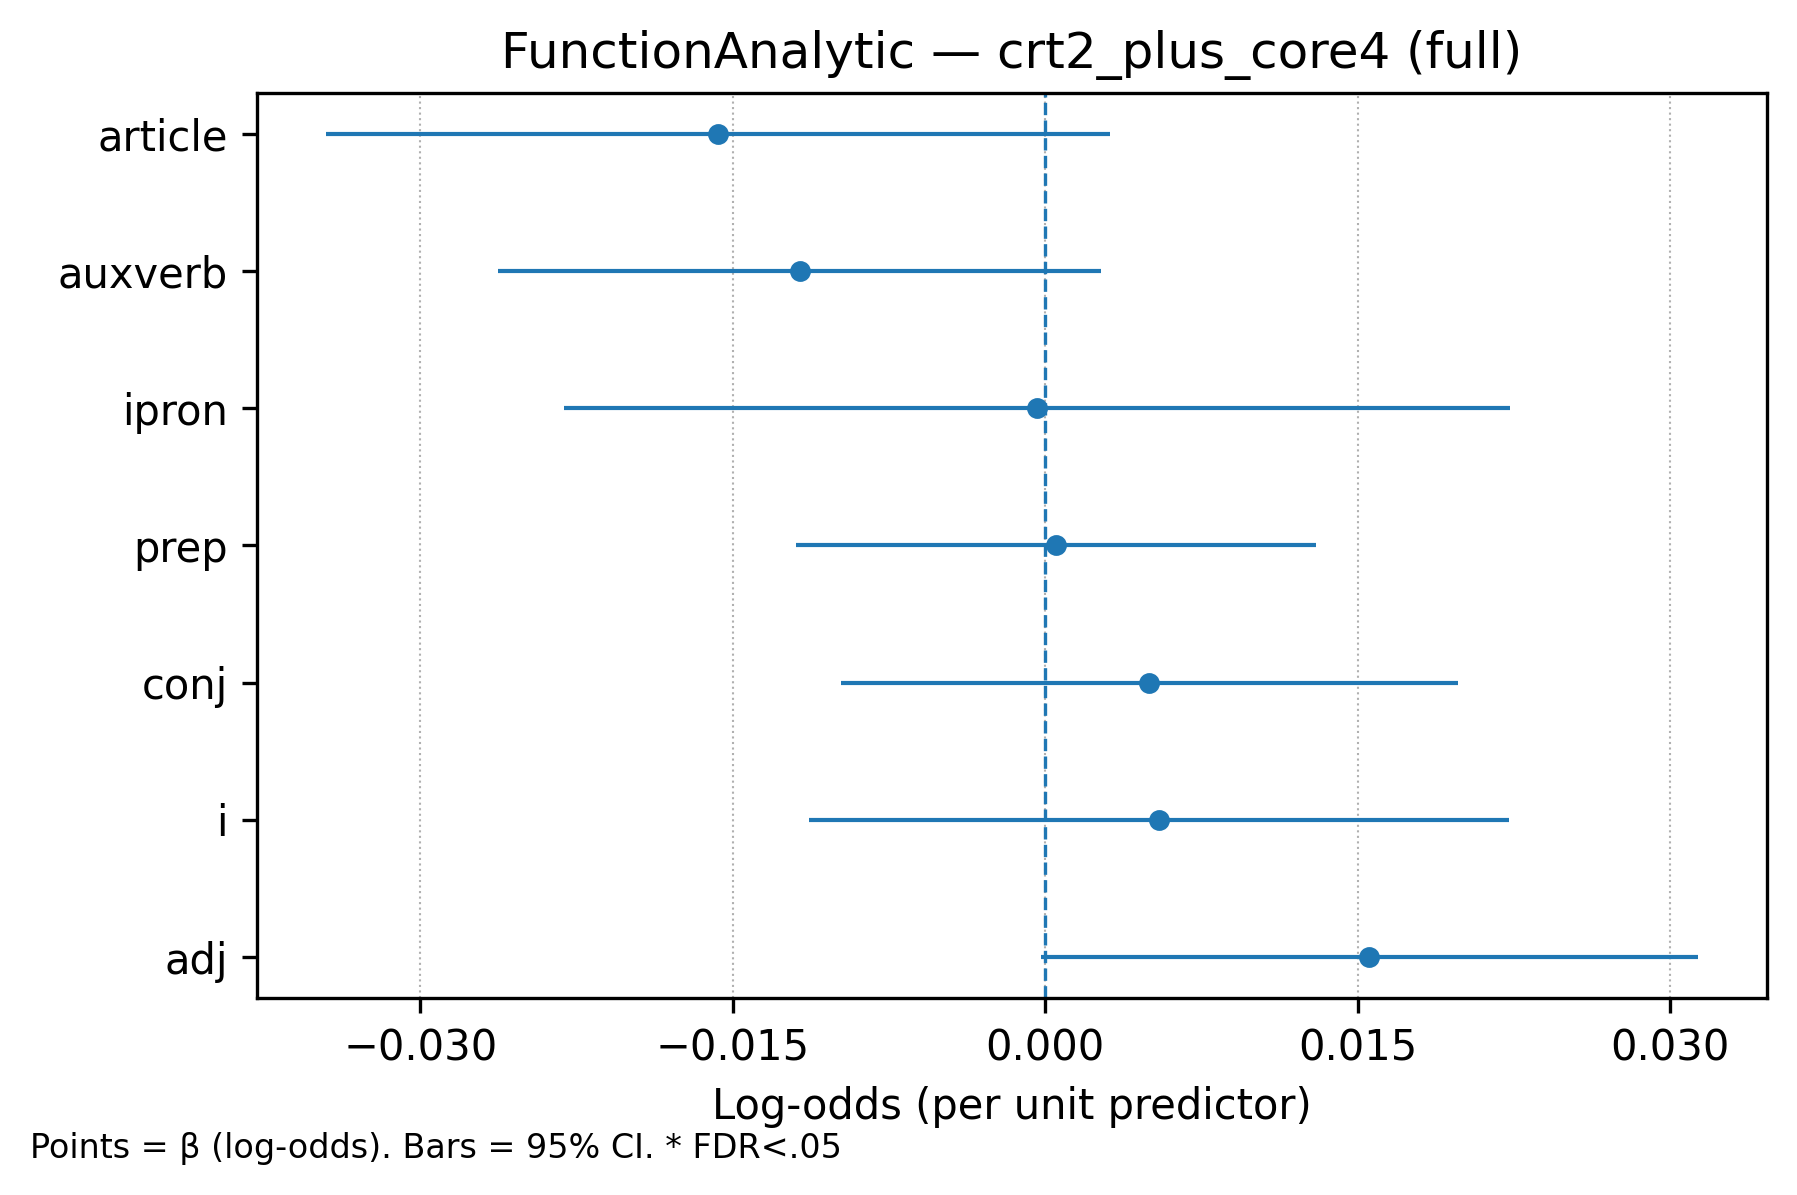 FunctionAnalytic — crt2_plus_core4 (full)
article
auxverb
ipron
prep
conj
i
adj
−0.030 −0.015 0.000 0.015 0.030
Log-odds (per unit predictor)
Points = β (log-odds). Bars = 95% CI. * FDR<.05